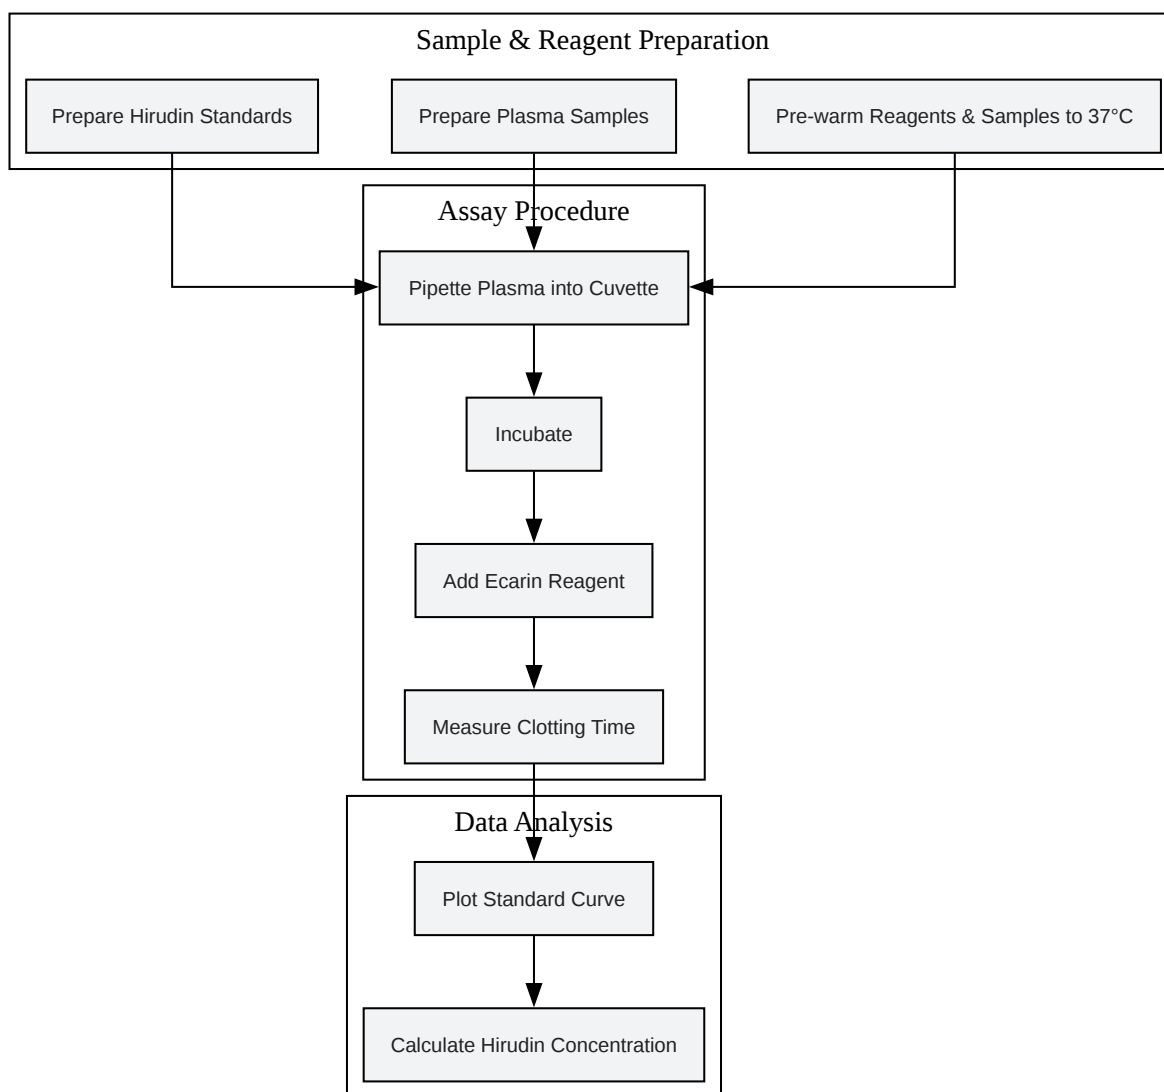 Sample & Reagent Preparation
Prepare Hirudin Standards
Prepare Plasma Samples
Pre-warm Reagents & Samples to 37°C
Assay Procedure
Pipette Plasma into Cuvette
Incubate
Add Ecarin Reagent
Measure Clotting Time
Data Analysis
Plot Standard Curve
Calculate Hirudin Concentration